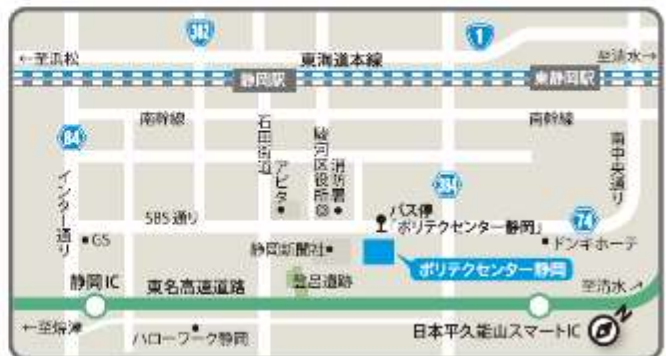 362
1
←至浜松
東海道本線
至清水→
静岡駅
東静岡駅
南幹線
南幹線
84
石田街道
アピタ
駿河区役所◎
消防署
384
南中央通り
インター通り
SBS通り
バス停
「ポリテクセンター静岡」
74
GS
静岡新聞社
ドンキホーテ
ポリテクセンター静岡
静岡IC
東名高速道路
登呂遺跡
至清水
←至焼津
ハローワーク静岡
日本平久能山スマートIC
N